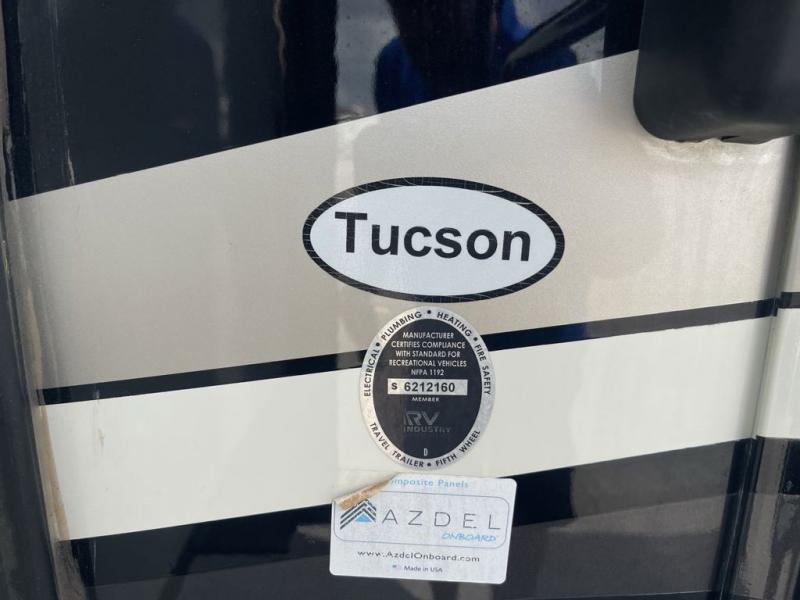 Tucson
ELECTRICAL • PLUMBING • HEATING • FIRE SAFETY
MANUFACTURER
CERTIFIES COMPLIANCE
WITH STANDARD FOR
RECREATIONAL VEHICLES
NFPA 1192
S 6212160
MEMBER
RV
INDUSTRY
D
TRAVEL TRAILER • FIFTH WHEEL
Panels
AZDEL
ONBOARD
www.AzdelOnboard.com
Made in USA